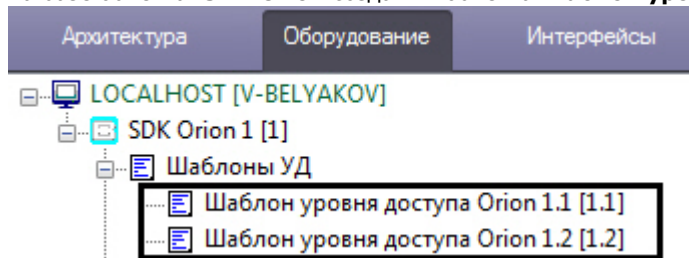 Архитектура Оборудование Интерфейсы
LOCALHOST [V-BELYAKOV]
SDK Orion 1 [1]
Шаблоны УД
Шаблон уровня доступа Orion 1.1 [1.1]
Шаблон уровня доступа Orion 1.2 [1.2]